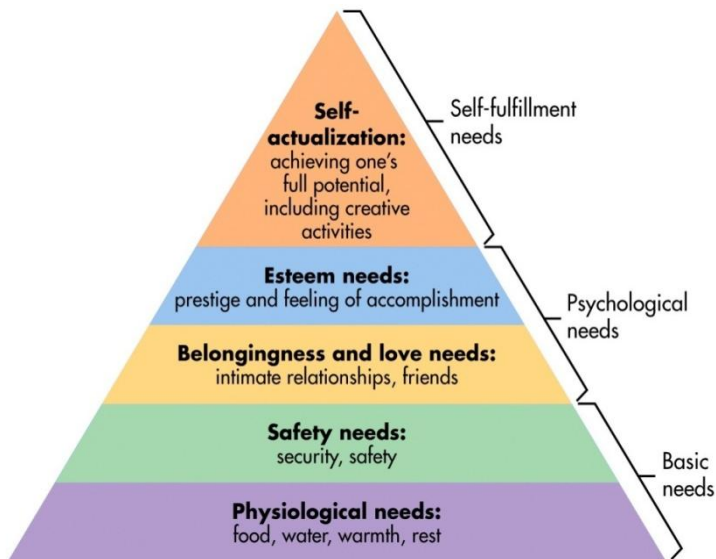 Self-
actualization:
achieving one's
full potential,
including creative
activities
Self-fulfillment
needs
Esteem needs:
prestige and feeling of accomplishment
Belongingness and love needs:
intimate relationships, friends
Psychological
needs
Safety needs:
security, safety
Physiological needs:
food, water, warmth, rest
Basic
needs